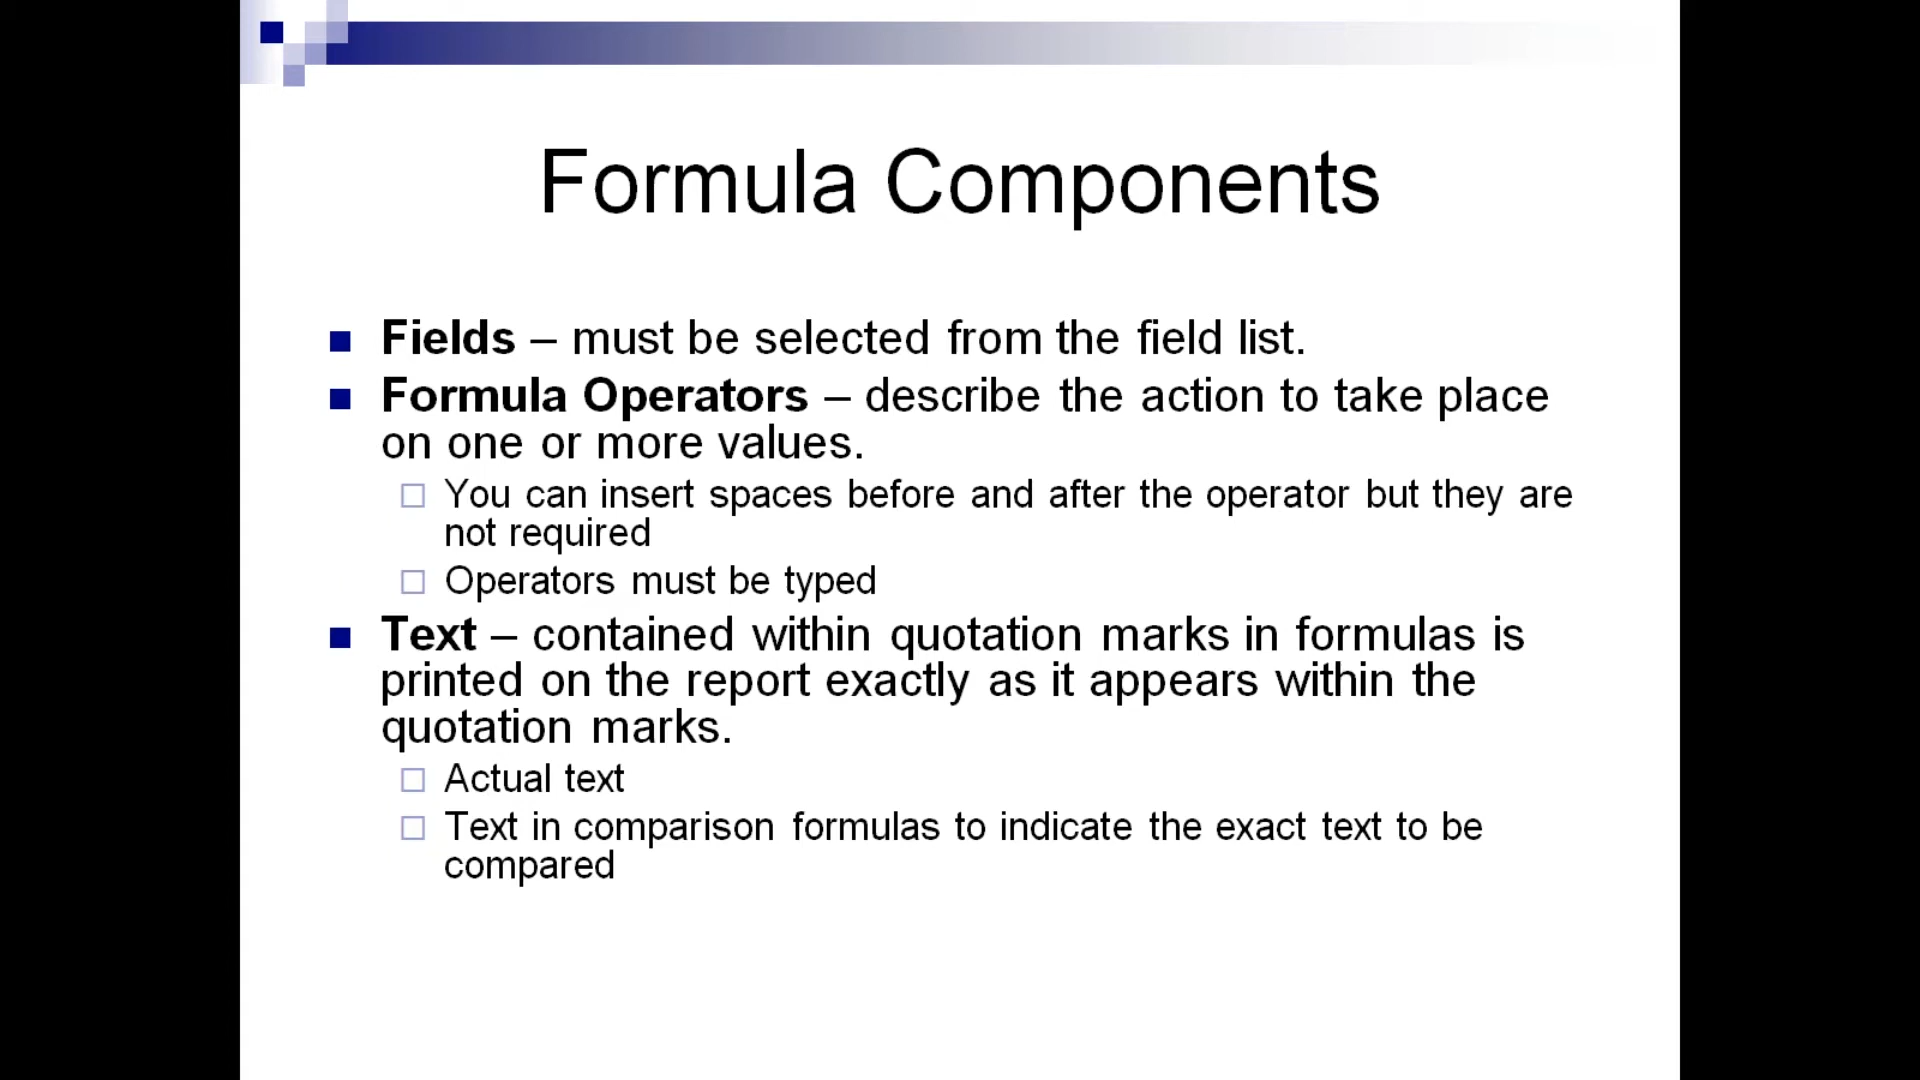 Formula Components
Fields – must be selected from the field list.
Formula Operators – describe the action to take place
on one or more values.
You can insert spaces before and after the operator but they are
not required
Operators must be typed
Text – contained within quotation marks in formulas is
printed on the report exactly as it appears within the
quotation marks.
Actual text
Text in comparison formulas to indicate the exact text to be
compared